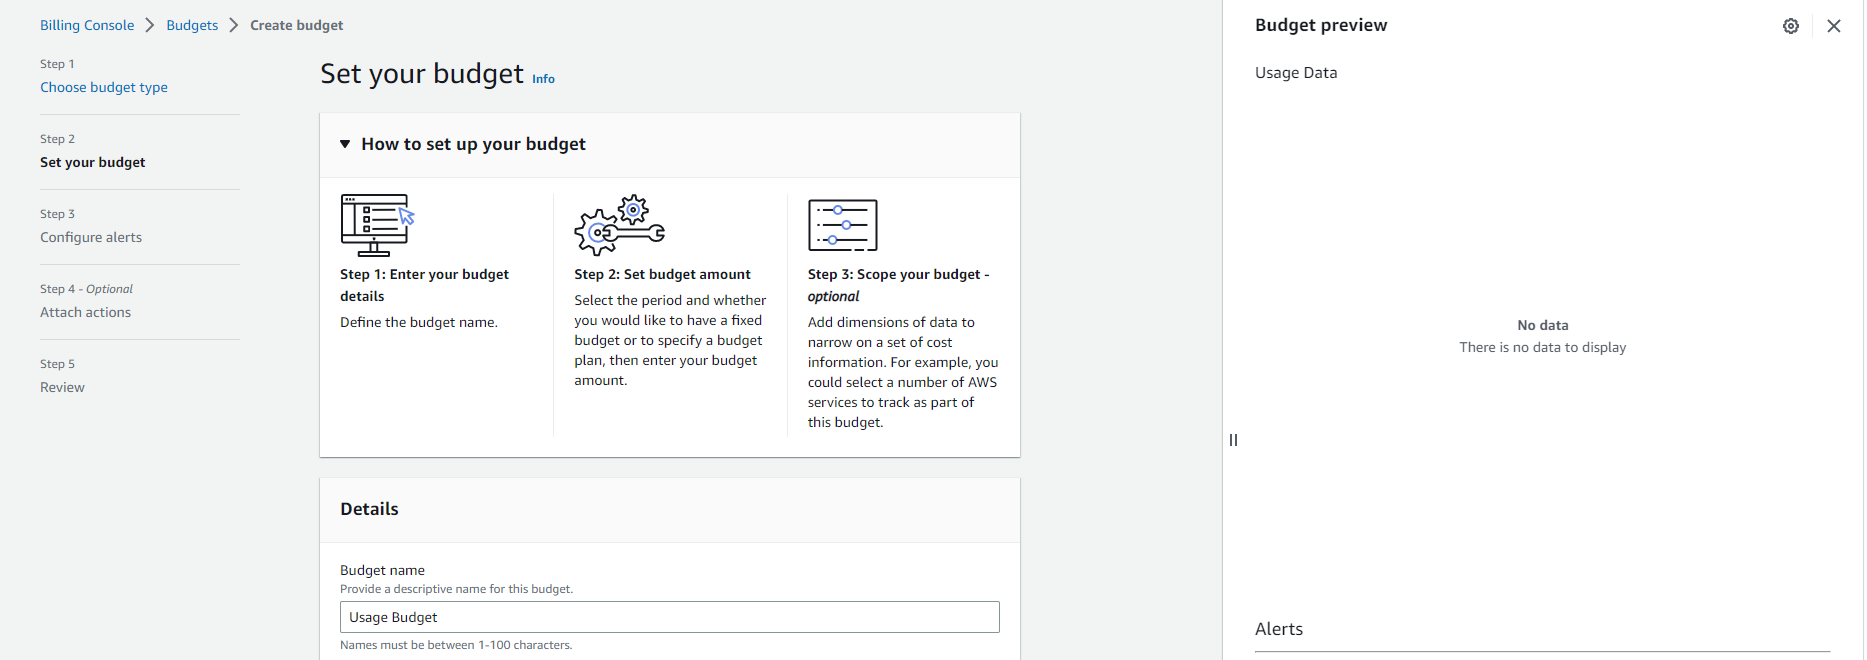 Billing Console > Budgets > Create budget
Step 1
Choose budget type
Step 2
Set your budget
Step 3
Configure alerts
Step 4 - Optional
Attach actions
Step 5
Review
Set your budget Info
How to set up your budget
Step 1: Enter your budget
details
Define the budget name.
Step 2: Set budget amount
Select the period and whether
you would like to have a fixed
budget or to specify a budget
plan, then enter your budget
amount.
Step 3: Scope your budget -
optional
Add dimensions of data to
narrow on a set of cost
information. For example, you
could select a number of AWS
services to track as part of
this budget.
Details
Budget name
Provide a descriptive name for this budget.
Usage Budget
Names must be between 1-100 characters.
Budget preview
Usage Data
No data
There is no data to display
Alerts